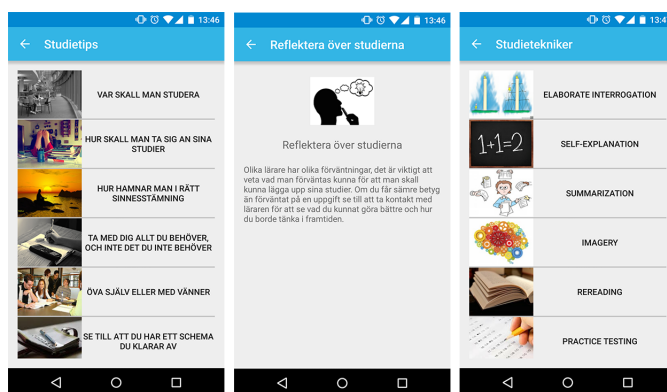 13:46
Studietips
VAR SKALL MAN STUDERA
HUR SKALL MAN TA SIG AN SINA
STUDIER
HUR HAMNAR MAN I RÄTT
SINNESSTÄMNING
TA MED DIG ALLT DU BEHÖVER,
OCH INTE DET DU INTE BEHÖVER
ÖVA SJÄLV ELLER MED VÄNNER
SE TILL ATT DU HAR ETT SCHEMA
DU KLARAR AV
13:46
Reflektera över studierna
Reflektera över studierna
Olika lärare har olika förväntningar, det är viktigt att
veta vad man förväntas kunna för att man skall
kunna lägga upp sina studier. Om du får sämre betyg
än förväntat på en uppgift se till att ta kontakt med
läraren för att se vad du kunnat göra bättre och hur
du borde tänka i framtiden.
13:4
Studietekniker
ELABORATE INTERROGATION
1+1=2
SELF-EXPLANATION
SUMMARIZATION
IMAGERY
REREADING
PRACTICE TESTING